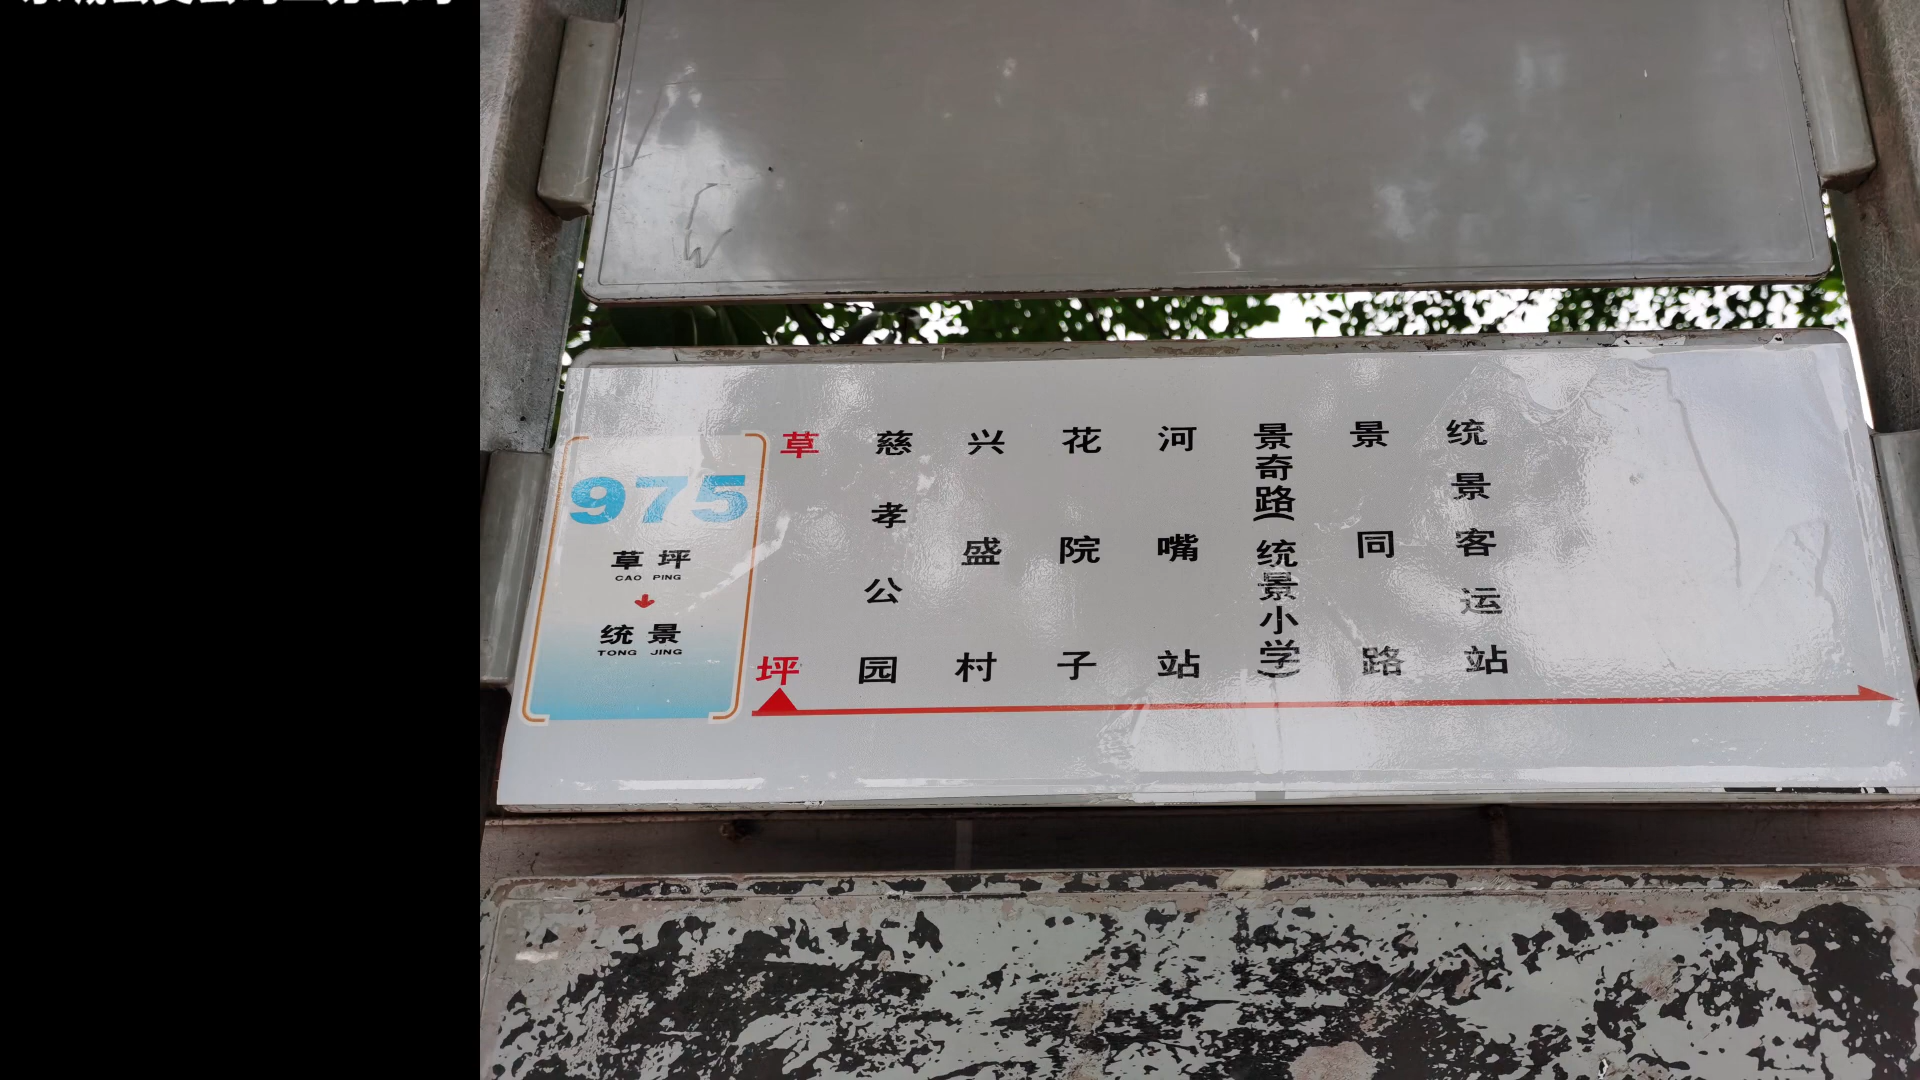 975
草坪
CAO PING
统景
TONG JING
草坪
慈孝公园
兴盛村
花院子
河嘴站
景奇路(统景小学)
景同路
统景客运站